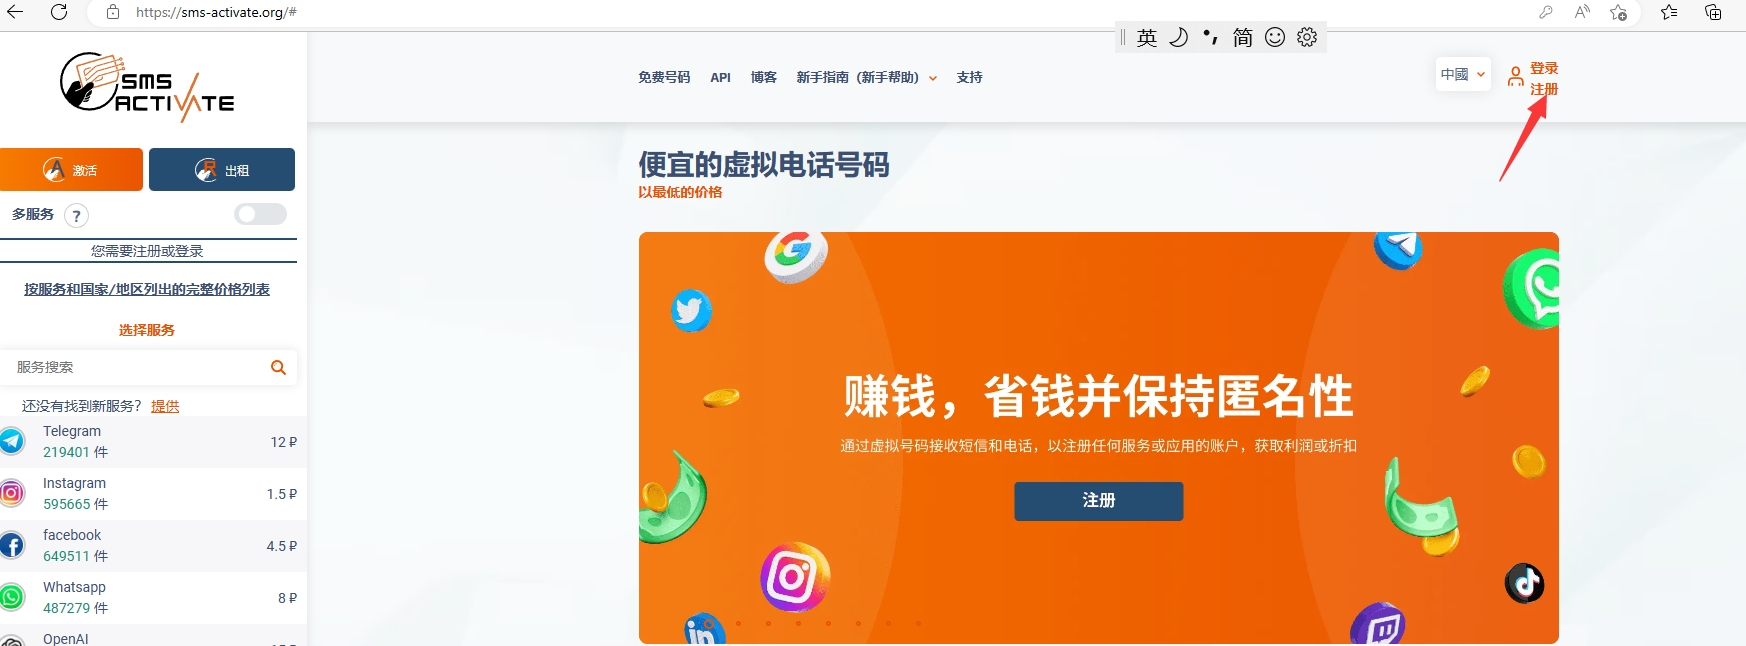 https://sms-activate.org/#
英 简
SMS
ACTIVATE
免费号码 API 博客 新手指南（新手帮助） 支持
中國
登录
注册
激活 出租
多服务 ?
您需要注册或登录
按服务和国家/地区列出的完整价格列表
选择服务
服务搜索
还没有找到新服务？ 提供
Telegram
219401 件
12 ₽
Instagram
595665 件
1.5 ₽
facebook
649511 件
4.5 ₽
Whatsapp
487279 件
8 ₽
OpenAI
便宜的虚拟电话号码
以最低的价格
赚钱，省钱并保持匿名性
通过虚拟号码接收短信和电话，以注册任何服务或应用的账户，获取利润或折扣
注册
in